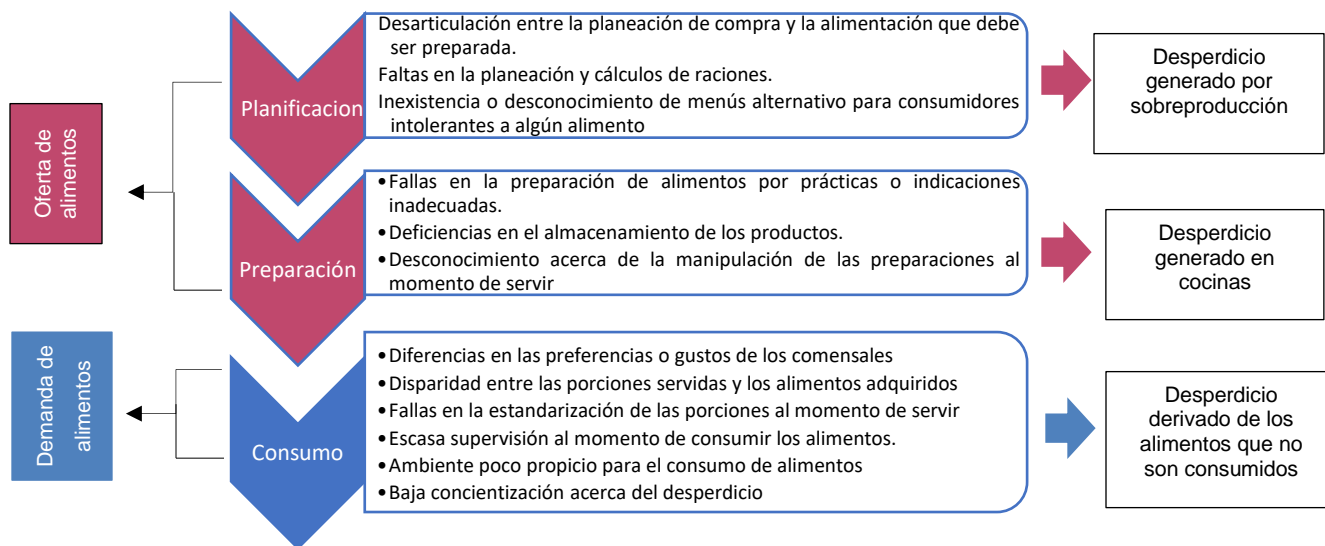 Oferta de
alimentos
Planificacion
Desarticulación entre la planeación de compra y la alimentación que debe
ser preparada.
Faltas en la planeación y cálculos de raciones.
Inexistencia o desconocimiento de menús alternativo para consumidores
intolerantes a algún alimento
Desperdicio
generado por
sobreproducción
Preparación
•Fallas en la preparación de alimentos por prácticas o indicaciones
inadecuadas.
•Deficiencias en el almacenamiento de los productos.
•Desconocimiento acerca de la manipulación de las preparaciones al
momento de servir
Desperdicio
generado en
cocinas
Demanda de
alimentos
Consumo
•Diferencias en las preferencias o gustos de los comensales
•Disparidad entre las porciones servidas y los alimentos adquiridos
•Fallas en la estandarización de las porciones al momento de servir
•Escasa supervisión al momento de consumir los alimentos.
•Ambiente poco propicio para el consumo de alimentos
•Baja concientización acerca del desperdicio
Desperdicio
derivado de los
alimentos que no
son consumidos